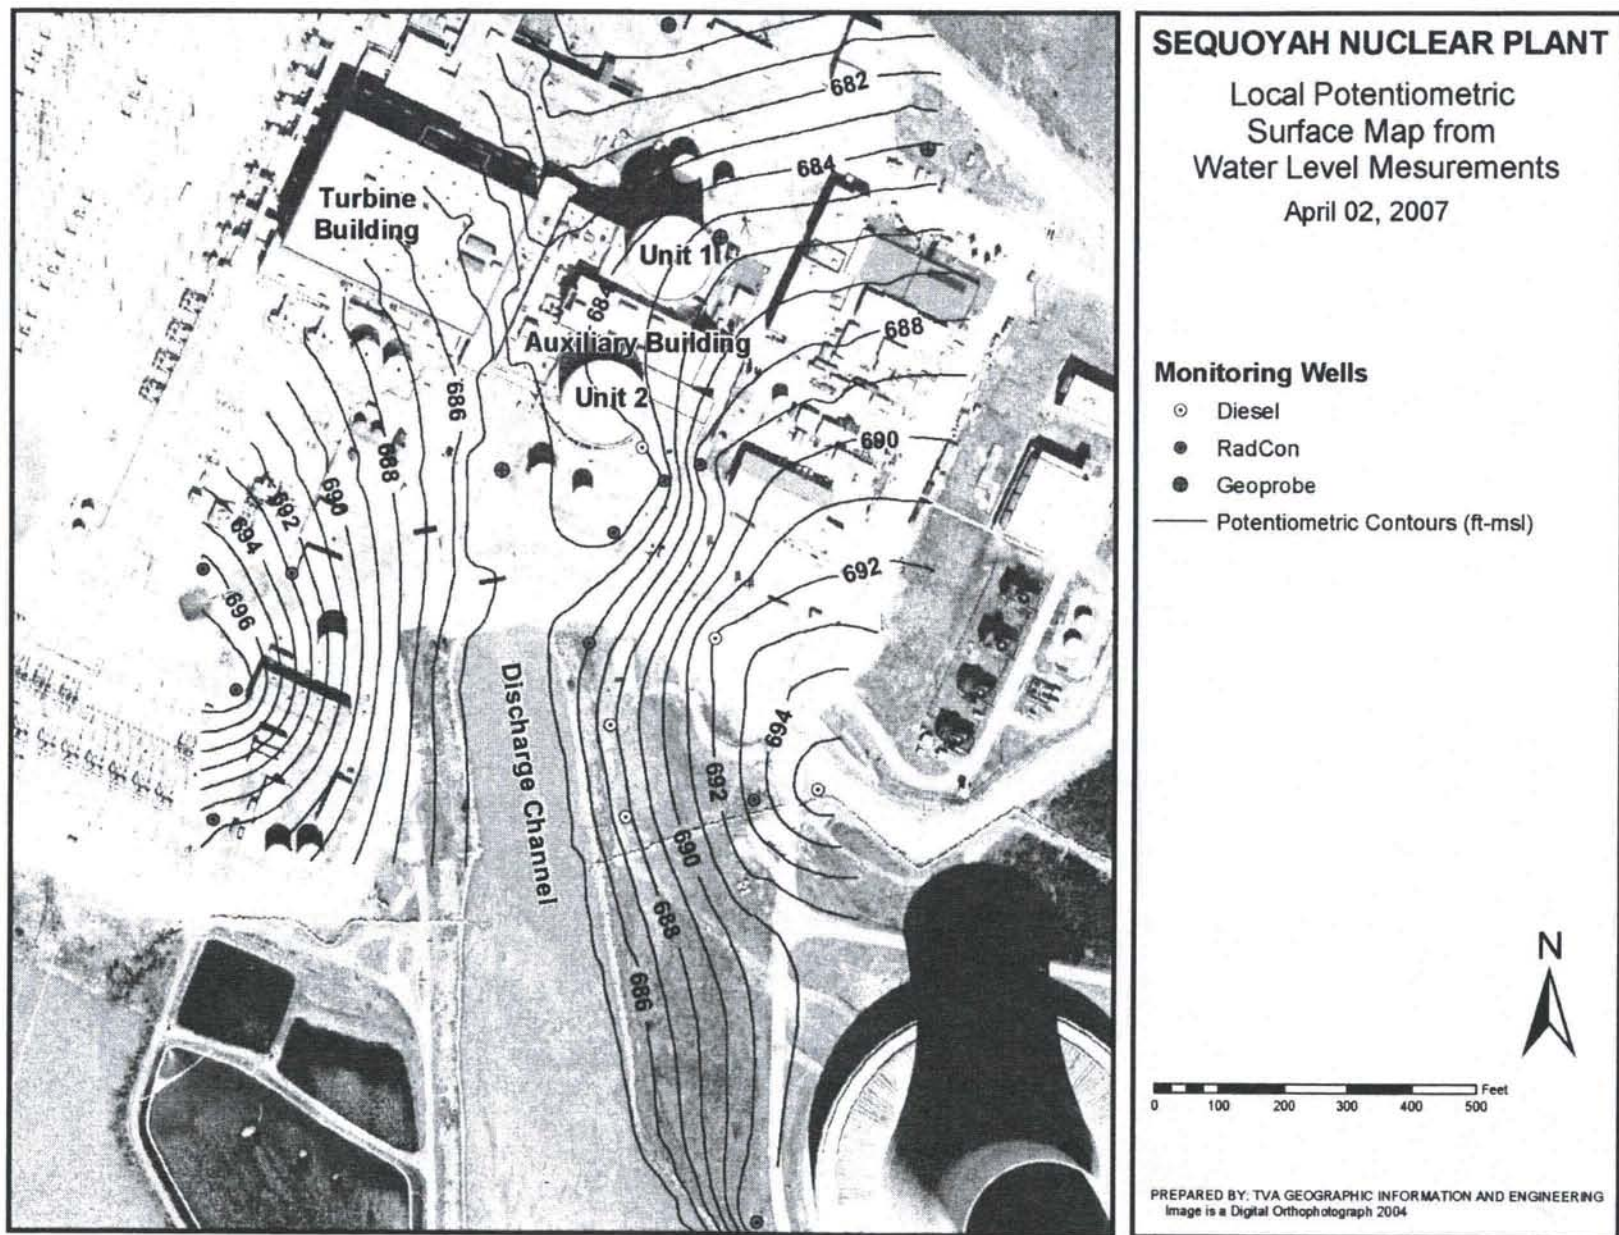 SEQUOYAH NUCLEAR PLANT
Local Potentiometric
Surface Map from
Water Level Mesurements
April 02, 2007
Monitoring Wells
Diesel
RadCon
Geoprobe
Potentiometric Contours (ft-msl)
N
Feet
0 100 200 300 400 500
PREPARED BY: TVA GEOGRAPHIC INFORMATION AND ENGINEERING
Image is a Digital Orthophotograph 2004
682
684
Turbine
Building
Unit 1
684
688
Auxiliary Building
Unit 2
686
690
688
690
692
694
692
696
694
Discharge Channel
692
690
688
686